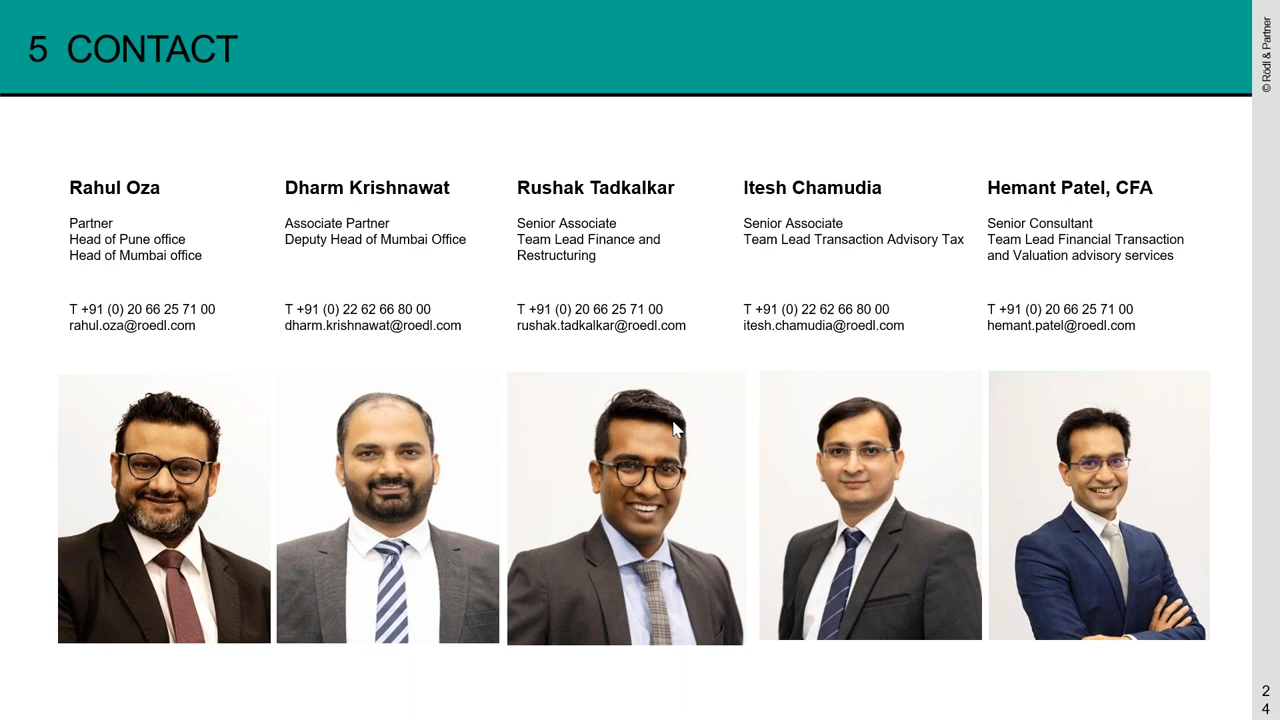 5 CONTACT
© Rödl & Partner
Rahul Oza
Partner
Head of Pune office
Head of Mumbai office
T +91 (0) 20 66 25 71 00
rahul.oza@roedl.com
Dharm Krishnawat
Associate Partner
Deputy Head of Mumbai Office
T +91 (0) 22 62 66 80 00
dharm.krishnawat@roedl.com
Rushak Tadkalkar
Senior Associate
Team Lead Finance and
Restructuring
T +91 (0) 20 66 25 71 00
rushak.tadkalkar@roedl.com
Itesh Chamudia
Senior Associate
Team Lead Transaction Advisory Tax
T +91 (0) 22 62 66 80 00
itesh.chamudia@roedl.com
Hemant Patel, CFA
Senior Consultant
Team Lead Financial Transaction
and Valuation advisory services
T +91 (0) 20 66 25 71 00
hemant.patel@roedl.com
2
4